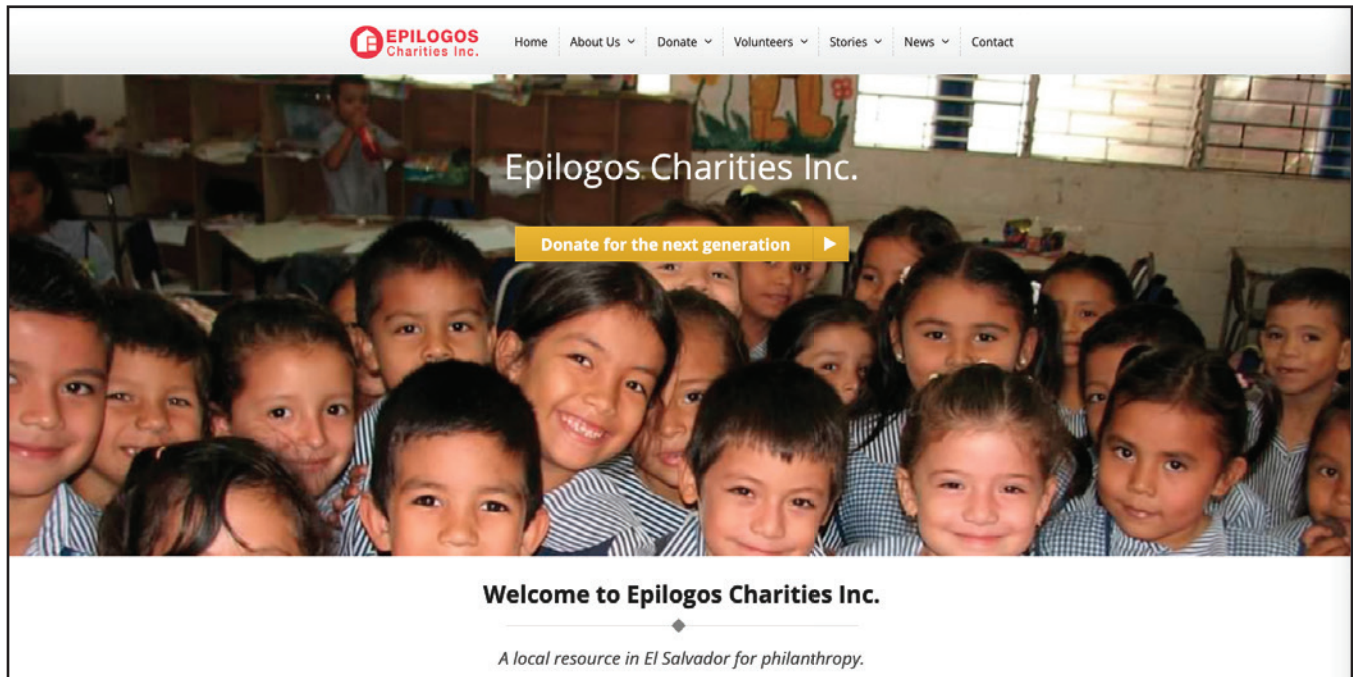 EPILOGOS
Charities Inc.
Home About Us Donate Volunteers Stories News Contact
Epilogos Charities Inc.
Donate for the next generation
Welcome to Epilogos Charities Inc.
A local resource in El Salvador for philanthropy.